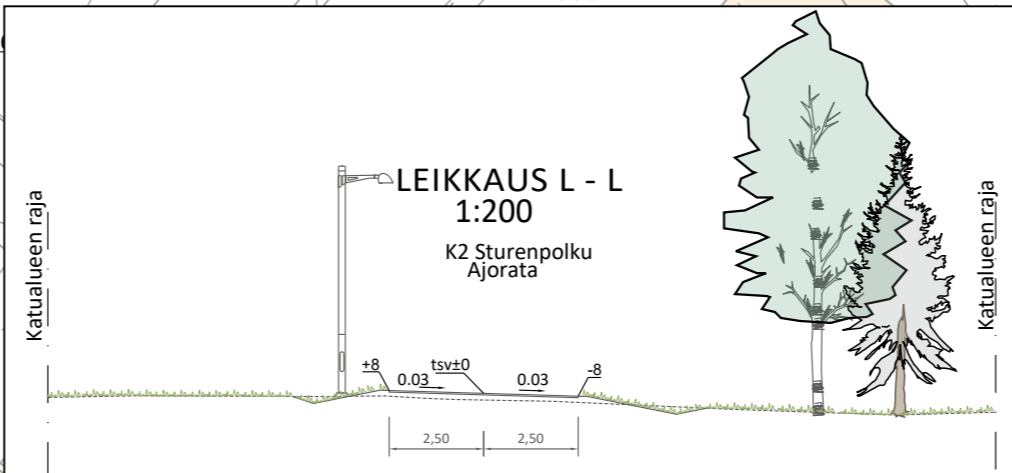 LEIKKAUS L - L
1:200
K2 Sturenpolku
Ajorata
Katualueen raja
Katualueen raja
+8
0.03
tsv±0
0.03
-8
2,50
2,50